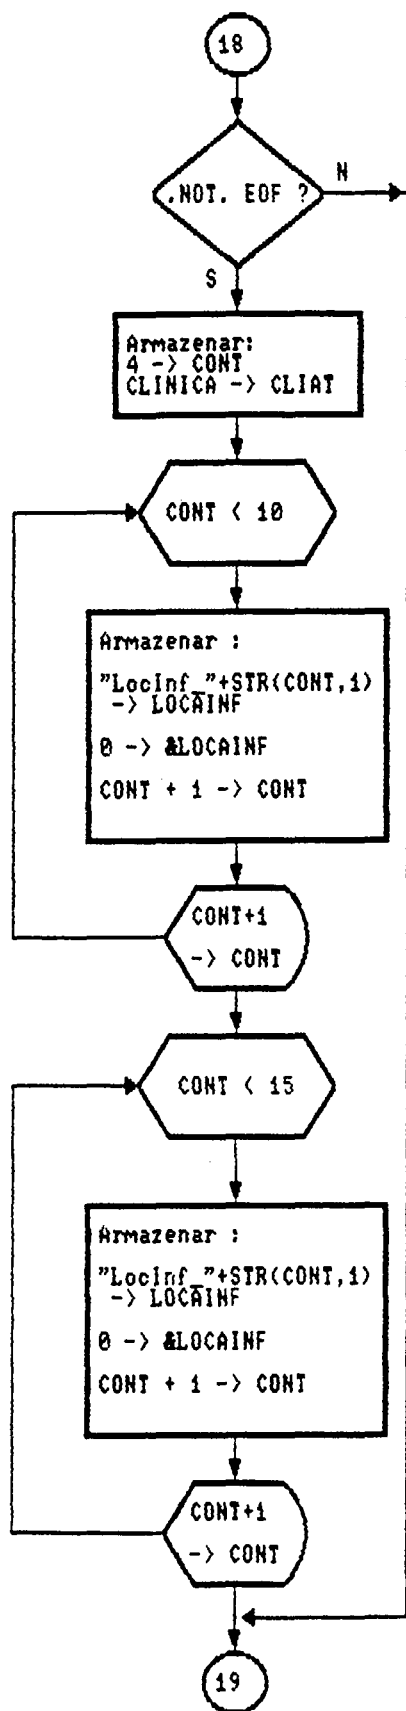 18
.NOT. EOF ?
N
S
Armazenar:
4 -> CONT
CLINICA -> CLIAT
CONT < 10
Armazenar :
"LocInf_"+STR(CONT,1)
-> LOCAINF
0 -> &LOCAINF
CONT + 1 -> CONT
CONT+1
-> CONT
CONT < 15
Armazenar :
"LocInf_"+STR(CONT,1)
-> LOCAINF
0 -> &LOCAINF
CONT + 1 -> CONT
CONT+1
-> CONT
19